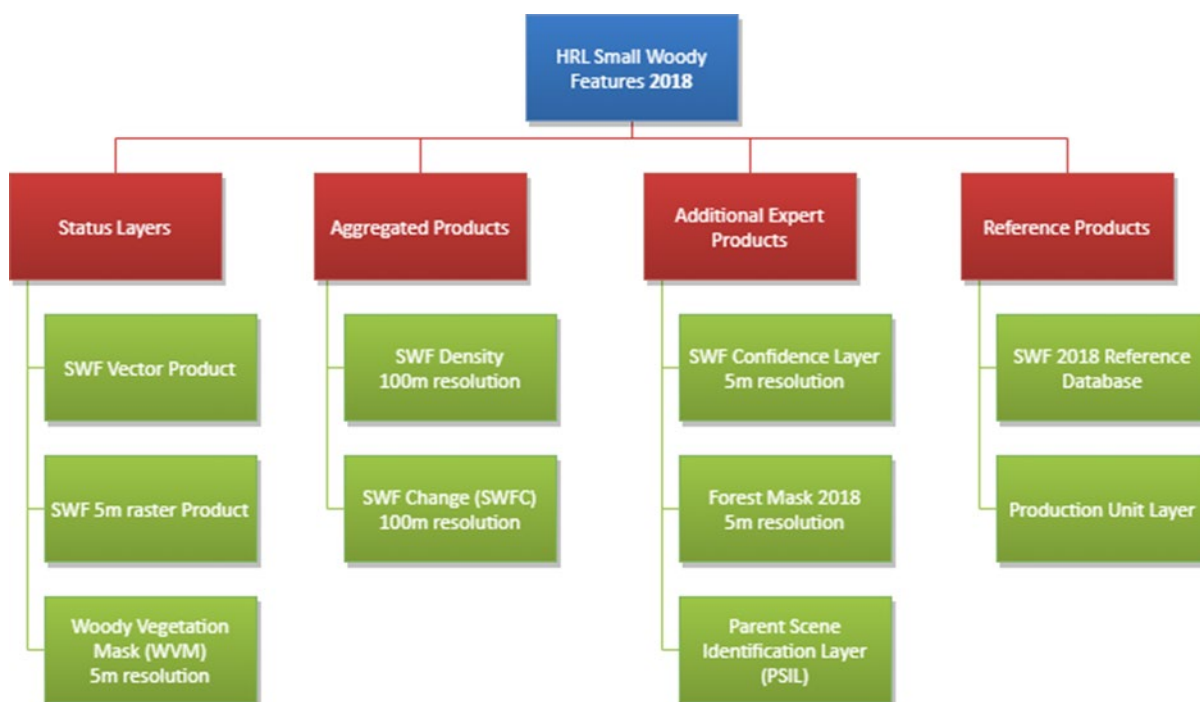 HRL Small Woody
Features 2018
Status Layers
SWF Vector Product
SWF 5m raster Product
Woody Vegetation
Mask (WVM)
5m resolution
Aggregated Products
SWF Density
100m resolution
SWF Change (SWFC)
100m resolution
Additional Expert
Products
SWF Confidence Layer
5m resolution
Forest Mask 2018
5m resolution
Parent Scene
Identification Layer
(PSIL)
Reference Products
SWF 2018 Reference
Database
Production Unit Layer